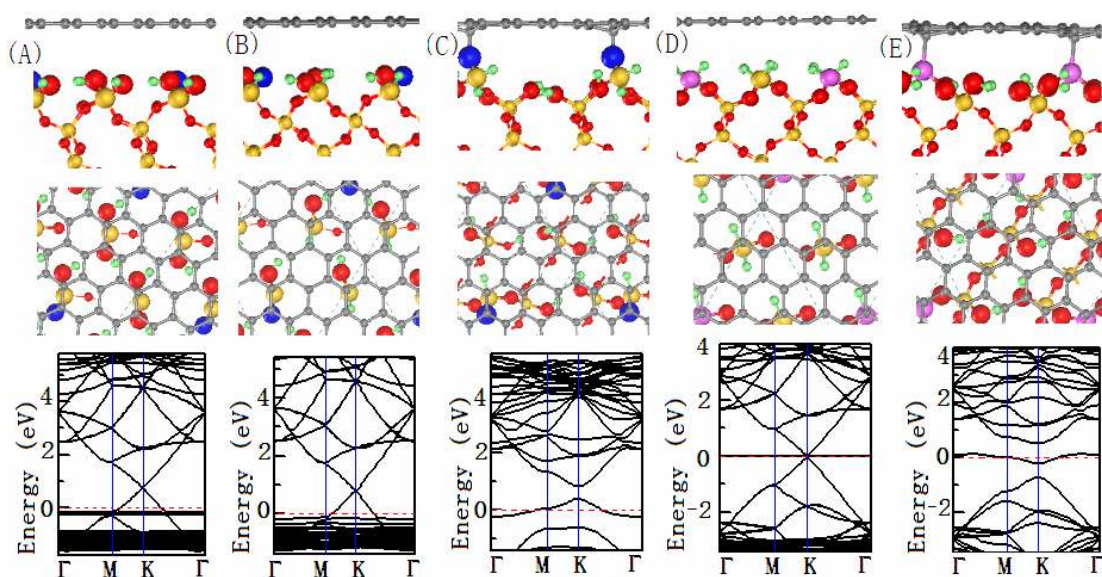 (A) (B) (C) (D) (E)
Energy (eV) 4 2 0 Γ M K Γ
Energy (eV) 4 2 0 Γ M K Γ
Energy (eV) 4 2 0 Γ M K Γ
Energy (eV) 4 2 0 -2 Γ M K Γ
Energy (eV) 4 2 0 -2 Γ M K Γ